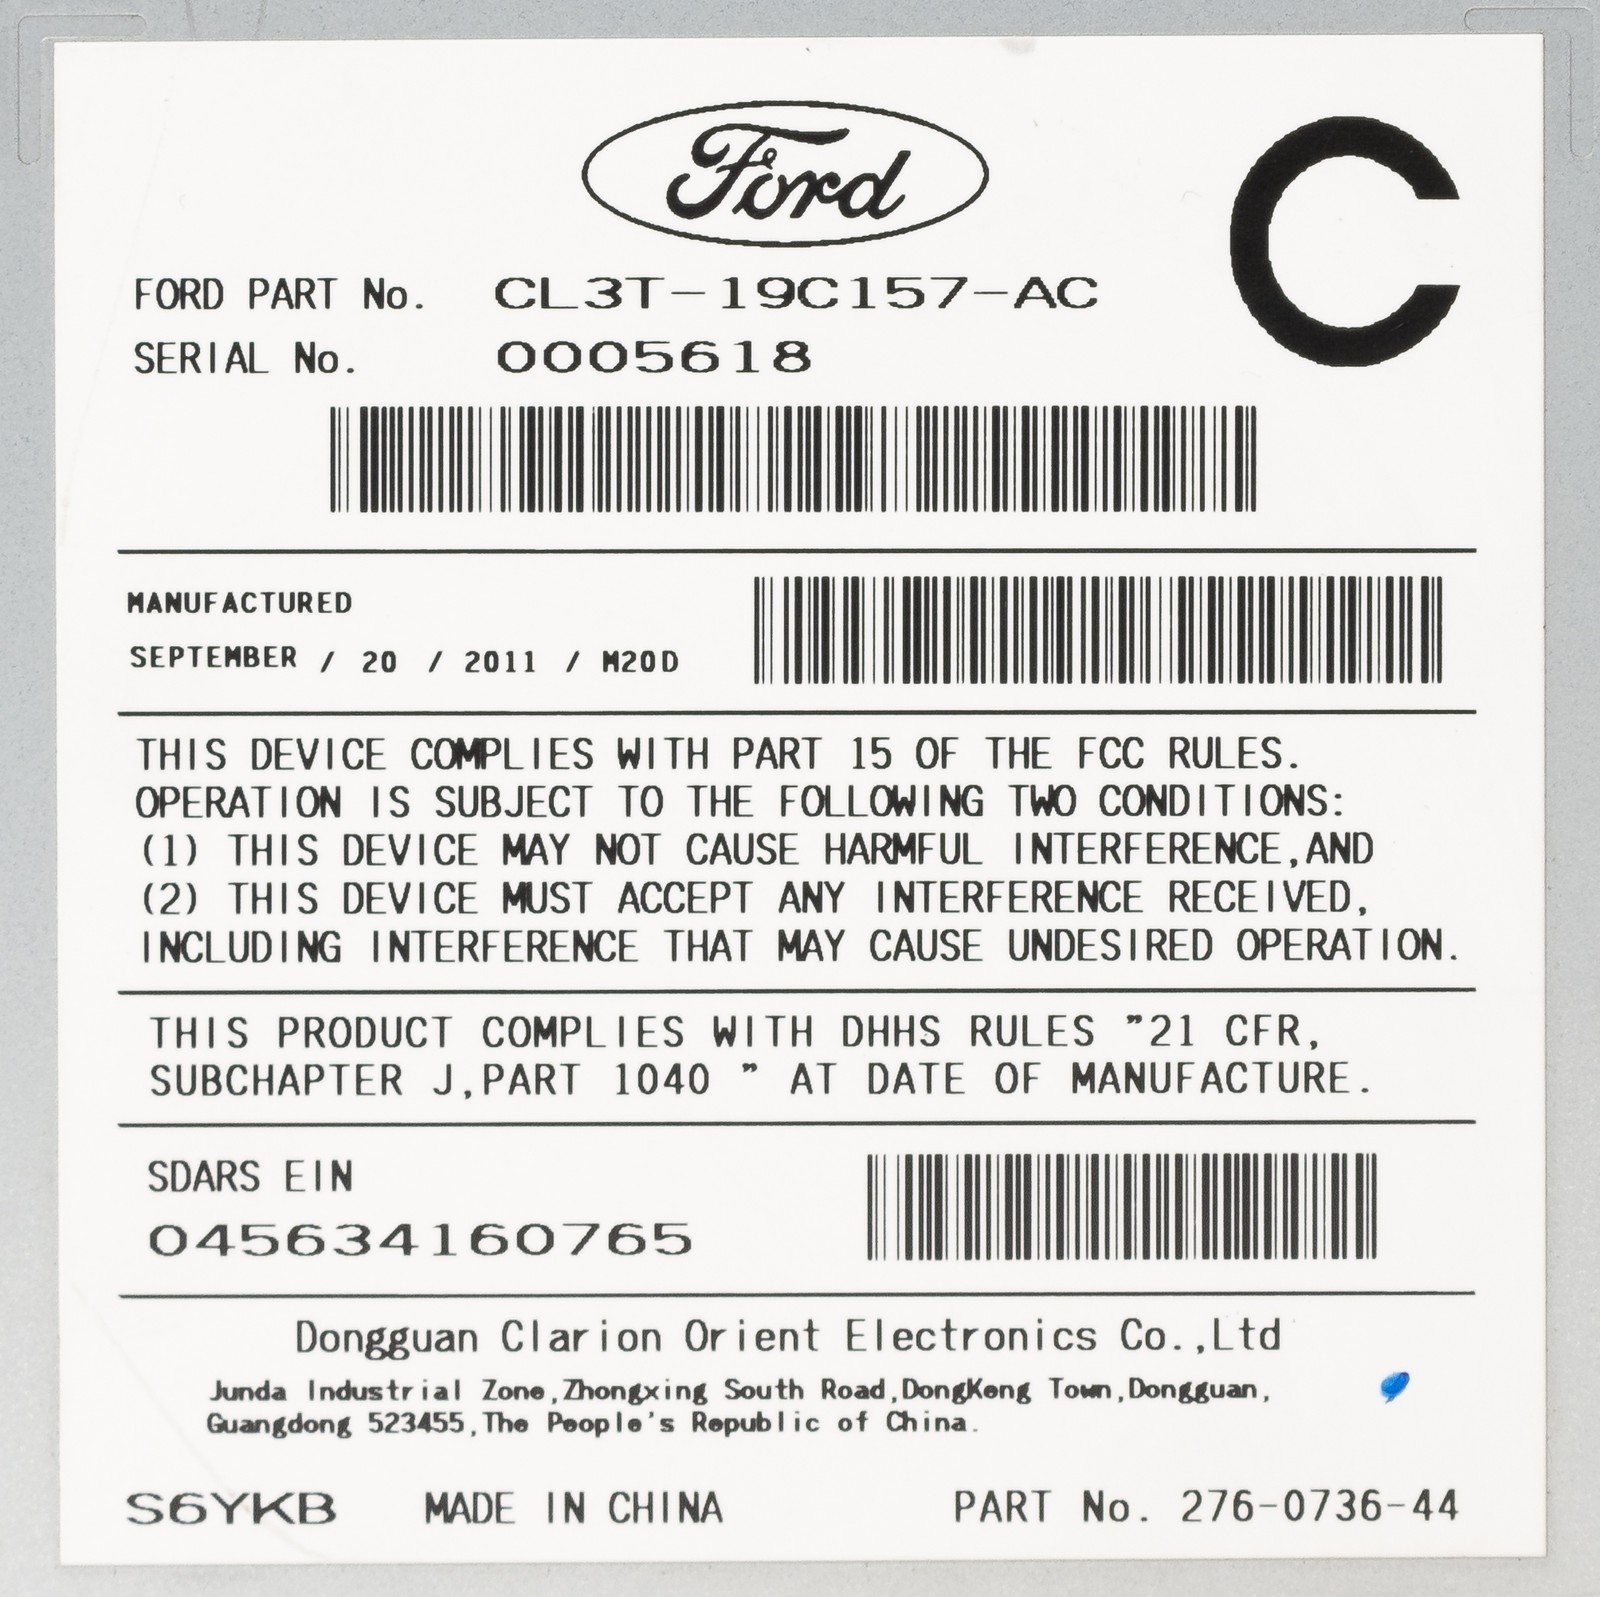 Ford
C
FORD PART No. CL3T-19C157-AC
SERIAL No. 0005618
MANUFACTURED
SEPTEMBER / 20 / 2011 / M20D
THIS DEVICE COMPLIES WITH PART 15 OF THE FCC RULES.
OPERATION IS SUBJECT TO THE FOLLOWING TWO CONDITIONS:
(1) THIS DEVICE MAY NOT CAUSE HARMFUL INTERFERENCE,AND
(2) THIS DEVICE MUST ACCEPT ANY INTERFERENCE RECEIVED,
INCLUDING INTERFERENCE THAT MAY CAUSE UNDESIRED OPERATION.
THIS PRODUCT COMPLIES WITH DHHS RULES ”21 CFR,
SUBCHAPTER J,PART 1040 ” AT DATE OF MANUFACTURE.
SDARS EIN
045634160765
Dongguan Clarion Orient Electronics Co.,Ltd
Junda Industrial Zone,Zhongxing South Road,DongKeng Town,Dongguan,
Guangdong 523455,The People's Republic of China.
S6YKB MADE IN CHINA PART No. 276-0736-44